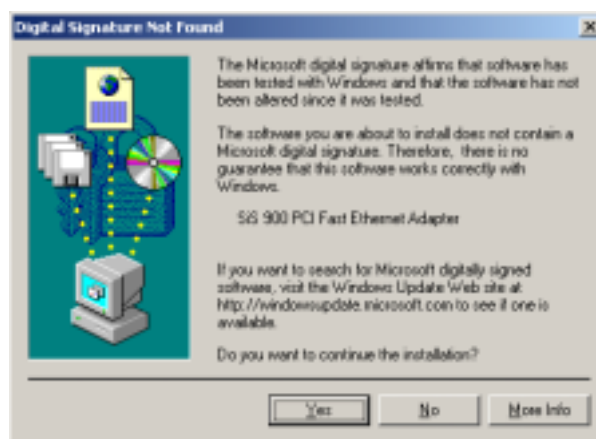 Digital Signature Not Found
The Microsoft digital signature affirms that software has
been tested with Windows and that the software has not
been altered since it was tested.
The software you are about to install does not contain a
Microsoft digital signature. Therefore, there is no
guarantee that this software works correctly with
Windows.
SiS 900 PCI Fast Ethernet Adapter
If you want to search for Microsoft digitally signed
software, visit the Windows Update Web site at
http://windowsupdate.microsoft.com to see if one is
available.
Do you want to continue the installation?
Yes No More Info